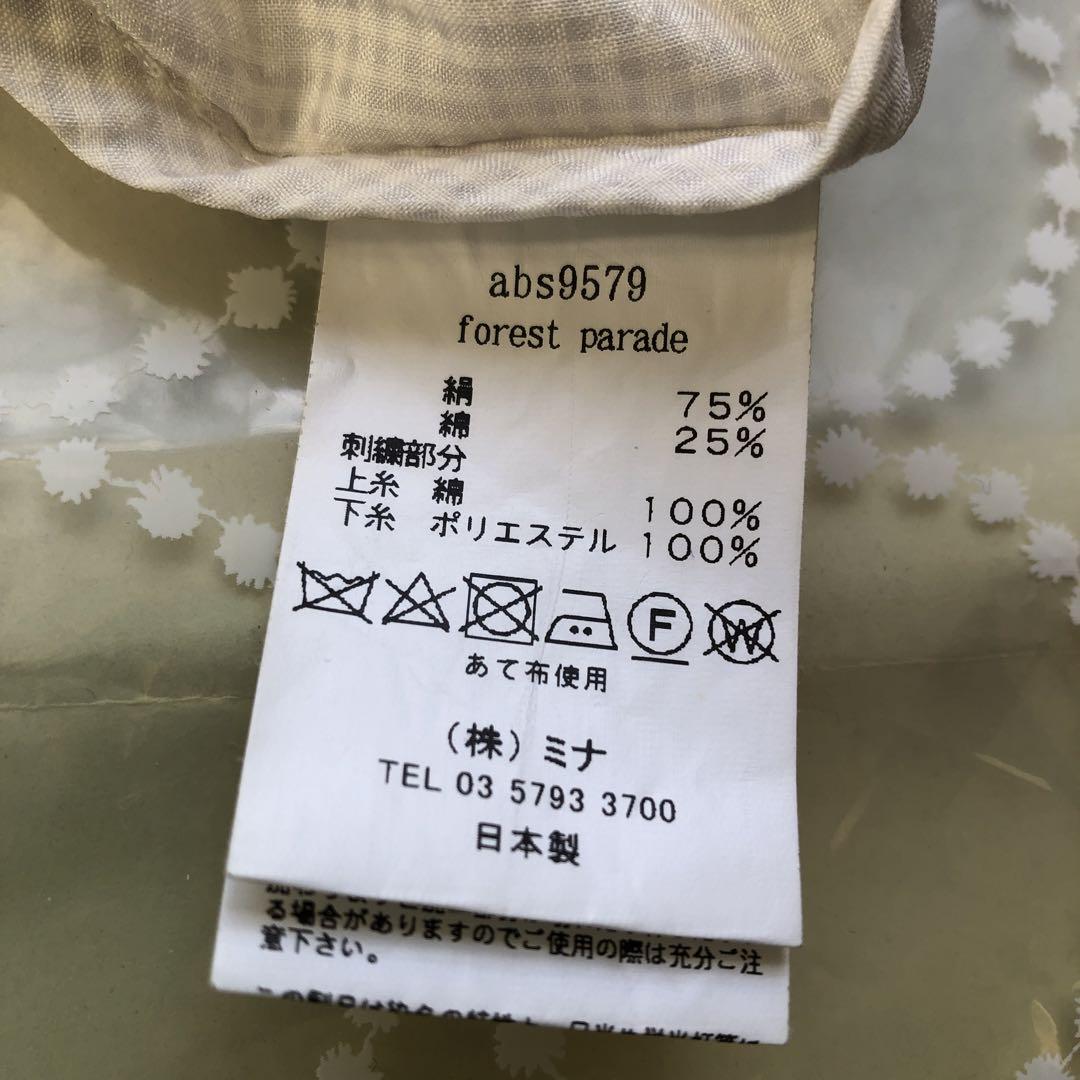 abs9579
forest parade
絹 75%
綿 25%
刺繍部分
上糸 綿 100%
下糸 ポリエステル 100%
F W
あて布使用
(株)ミナ
TEL 03 5793 3700
日本製
る場合がありますのでご使用の際は充分ご注
意下さい。